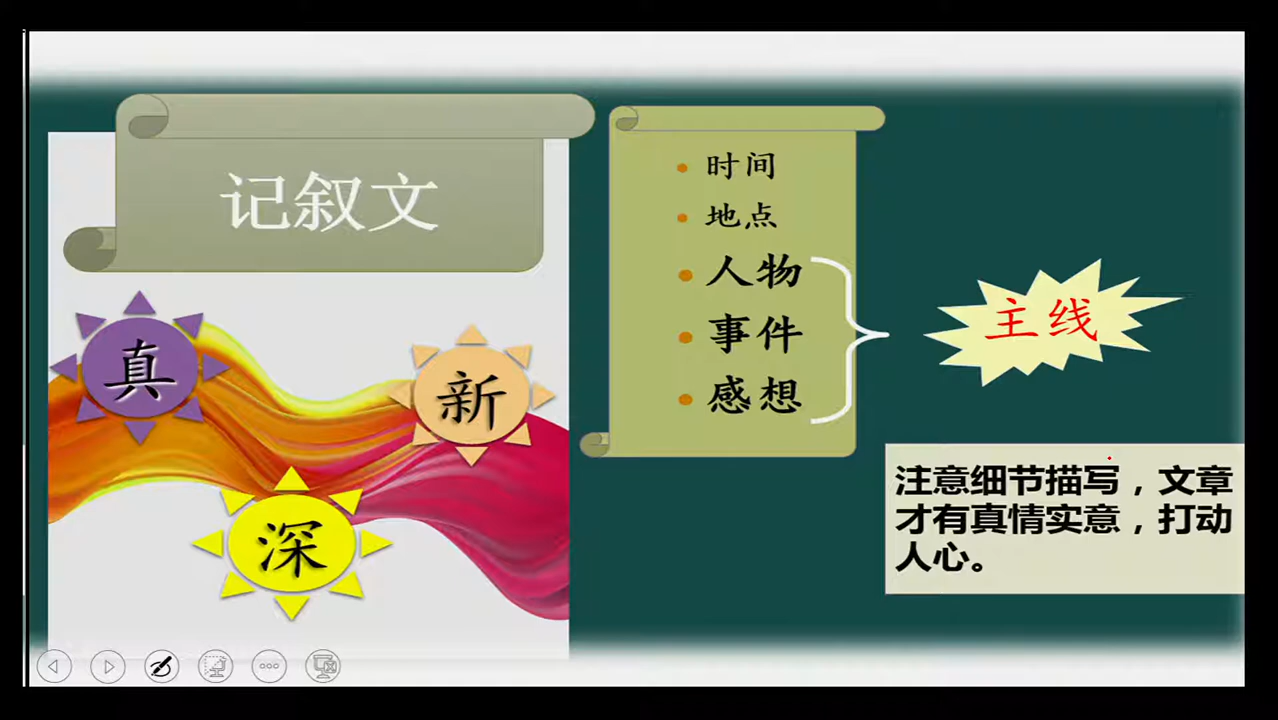 记叙文
真
新
深
时间
地点
人物
事件
感想
主线
注意细节描写，文章
才有真情实意，打动
人心。